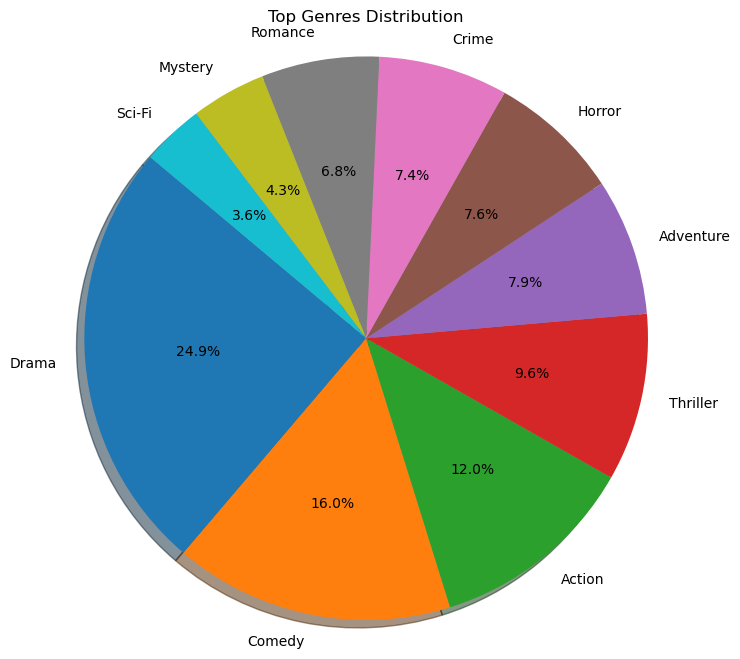 Top Genres Distribution
Romance
Crime
Mystery
Horror
Sci-Fi
6.8%
7.4%
4.3%
7.6%
3.6%
Adventure
7.9%
Drama
24.9%
9.6%
Thriller
12.0%
16.0%
Action
Comedy